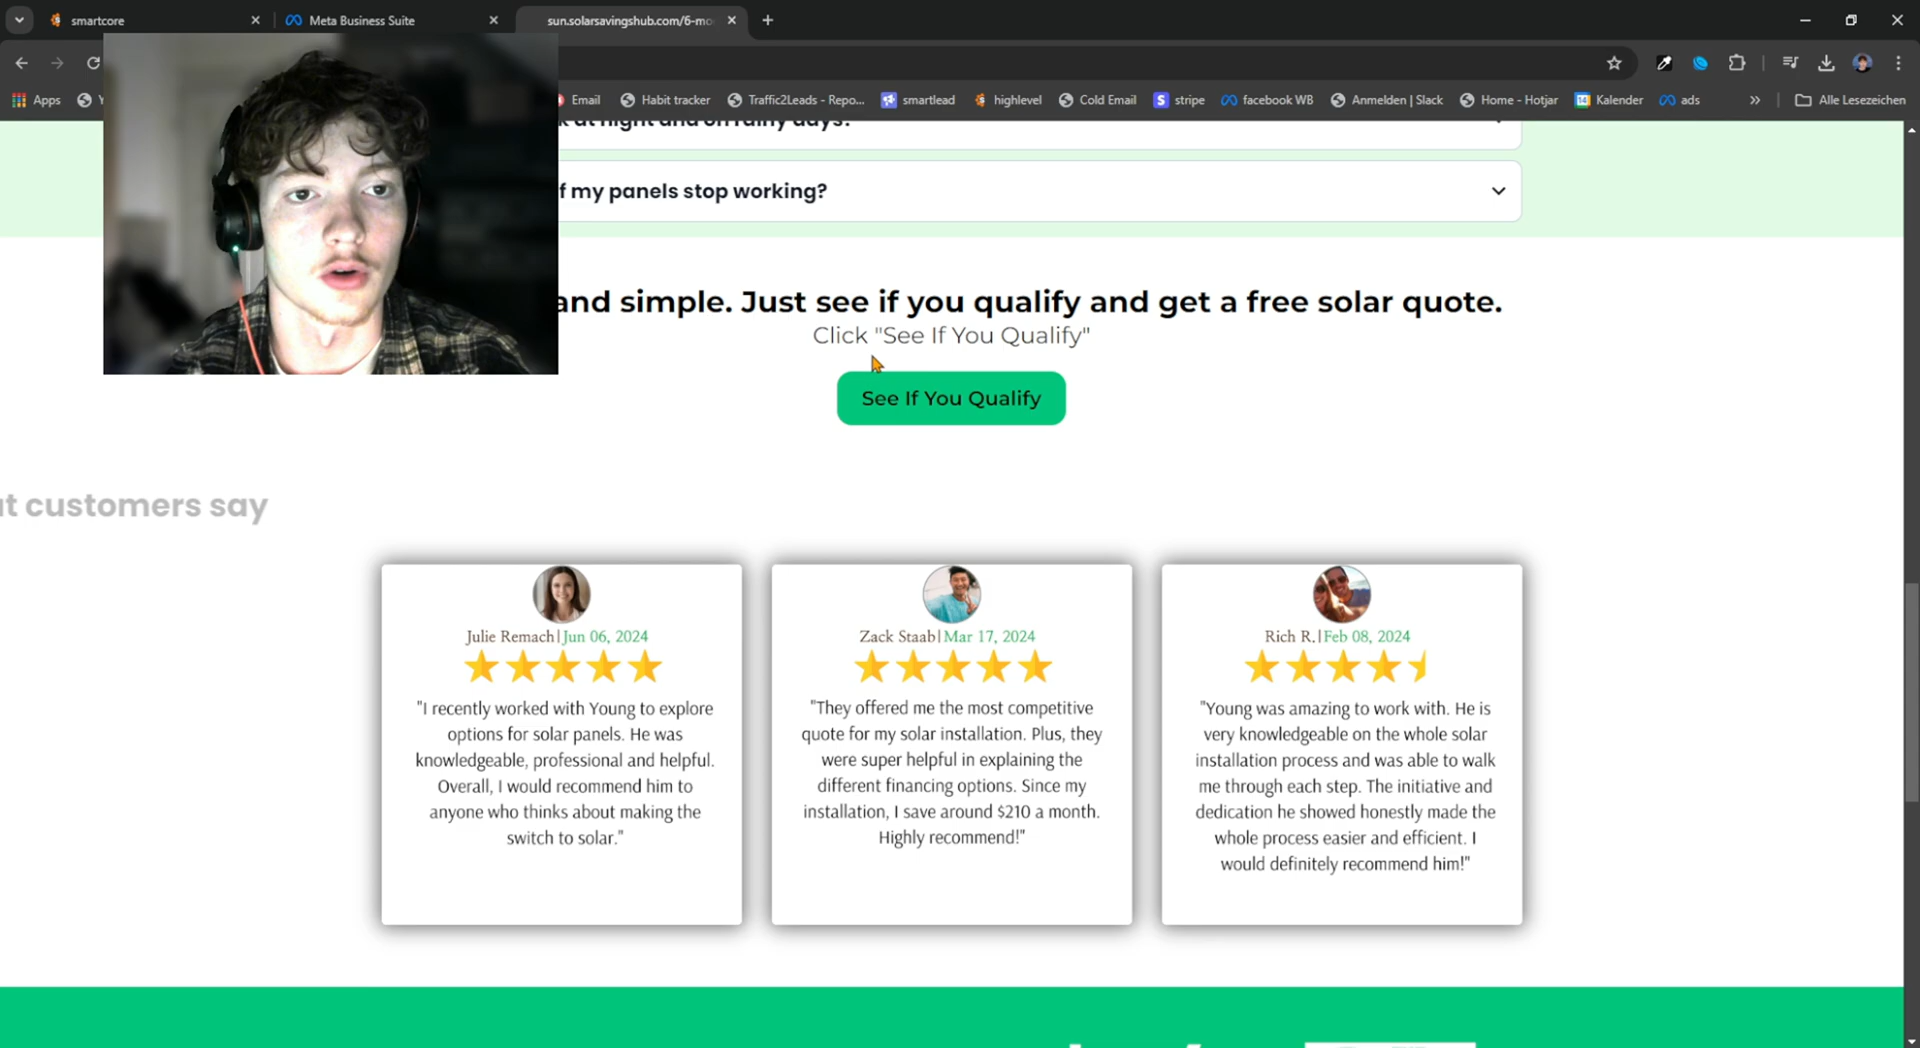 smartcore
Meta Business Suite
sun.solarsavingshub.com/6-mo
Apps
Email
Habit tracker
Traffic2Leads - Repo...
smartlead
highlevel
Cold Email
stripe
facebook WB
Anmelden | Slack
Home - Hotjar
Kalender
ads
Alle Lesezeichen
k at night and on rainy days?
f my panels stop working?
and simple. Just see if you qualify and get a free solar quote.
Click "See If You Qualify"
See If You Qualify
at customers say
Julie Remach|Jun 06, 2024
"I recently worked with Young to explore
options for solar panels. He was
knowledgeable, professional and helpful.
Overall, I would recommend him to
anyone who thinks about making the
switch to solar."
Zack Staab|Mar 17, 2024
"They offered me the most competitive
quote for my solar installation. Plus, they
were super helpful in explaining the
different financing options. Since my
installation, I save around $210 a month.
Highly recommend!"
Rich R.|Feb 08, 2024
"Young was amazing to work with. He is
very knowledgeable on the whole solar
installation process and was able to walk
me through each step. The initiative and
dedication he showed honestly made the
whole process easier and efficient. I
would definitely recommend him!"